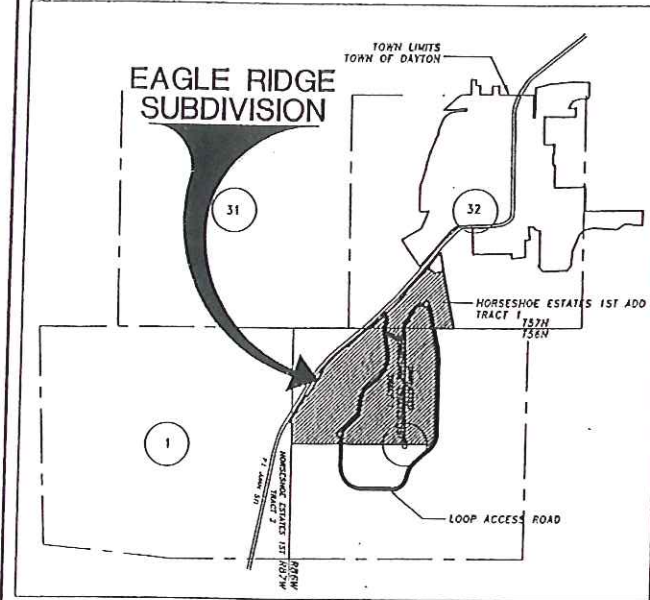 TOWN LIMITS
TOWN OF DAYTON
EAGLE RIDGE
SUBDIVISION
31
32
HORSESHOE ESTATES 1ST ADD
TRACT 1
T57N
T56N
1
HORSESHOE ESTATES 1ST
TRACT 2
R87W
R86W
LOOP ACCESS ROAD